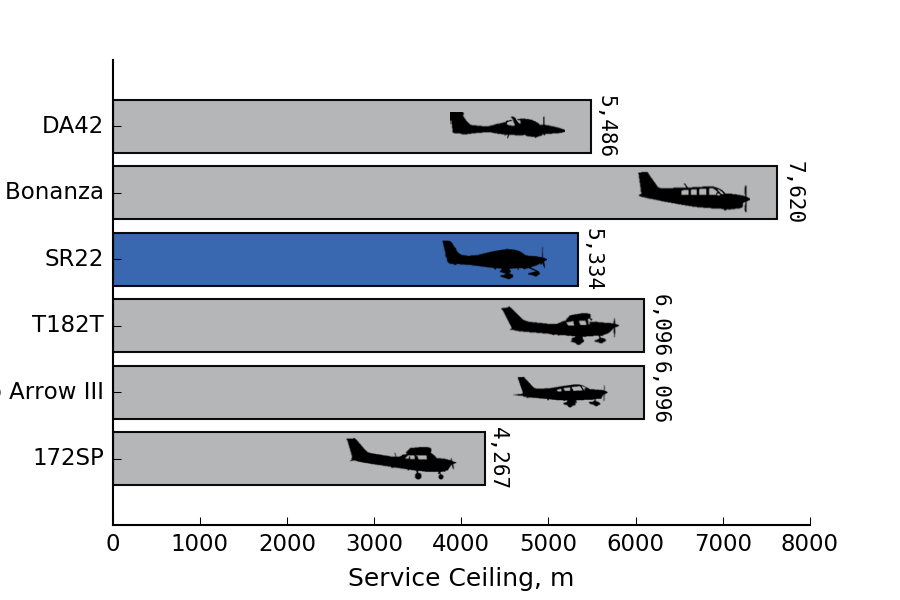 DA42
5,486
Bonanza
7,620
SR22
5,334
T182T
6,096
Arrow III
6,096
172SP
4,267
0 1000 2000 3000 4000 5000 6000 7000 8000
Service Ceiling, m